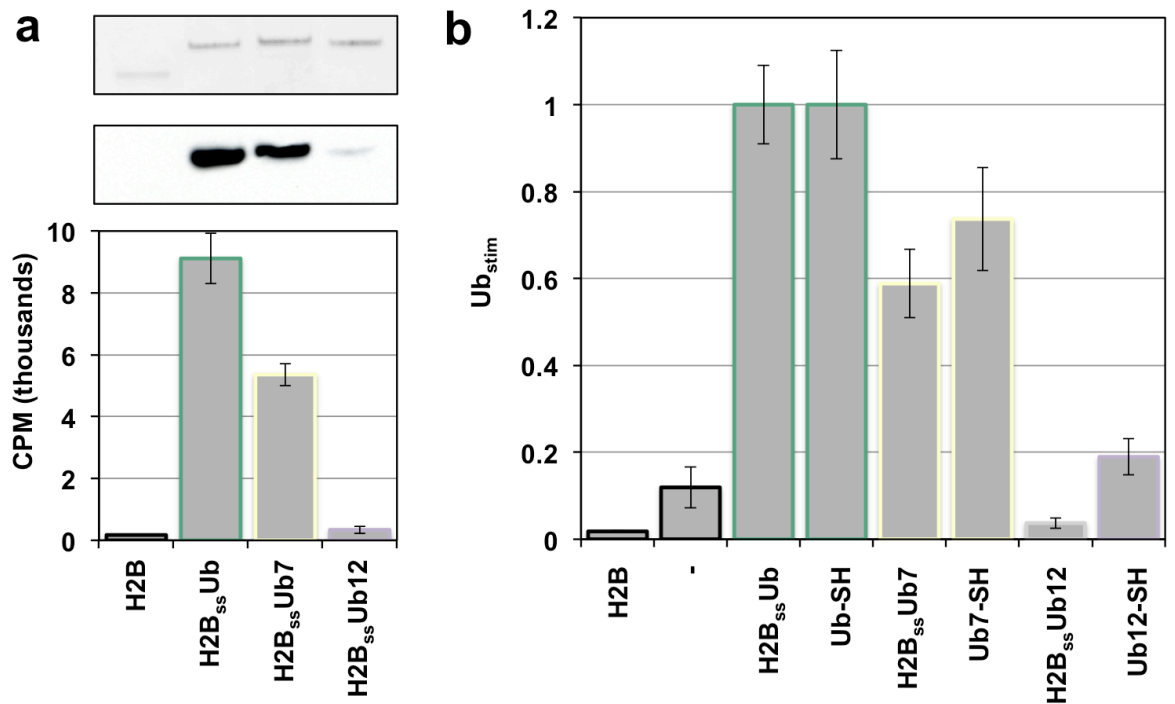 a
10
8
6
4
2
0
CPM (thousands)
H2B
H2BssUb
H2BssUb7
H2BssUb12
b
1.2
1
0.8
0.6
0.4
0.2
0
Ubstim
H2B
-
H2BssUb
Ub-SH
H2BssUb7
Ub7-SH
H2BssUb12
Ub12-SH